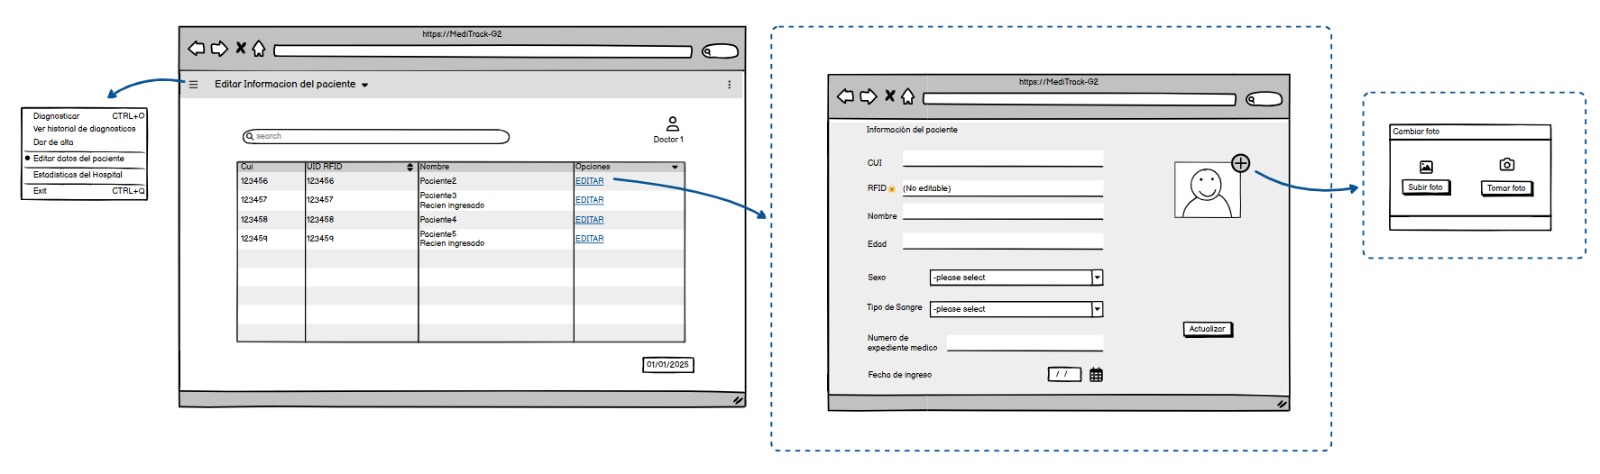 Diagnosticar CTRL+O
Ver historial de diagnosticos
Dar de alta
Editar datos del paciente
Estadisticas del Hospital
Exit CTRL+Q
https://MediTrack-G2
Editar Informacion del paciente
search
Doctor 1
Cui UID RFID Nombre Opciones
123456 123456 Paciente2 EDITAR
123457 123457 Paciente3 EDITAR
Recien ingresado
123458 123458 Paciente4 EDITAR
123459 123459 Paciente5 EDITAR
Recien ingresado
01/01/2025
https://MediTrack-G2
Información del paciente
CUI
RFID (No editable)
Nombre
Edad
Sexo -please select
Tipo de Sangre -please select
Numero de
expediente medico
Fecha de ingreso / /
Actualizar
Cambiar foto
Subir foto Tomar foto